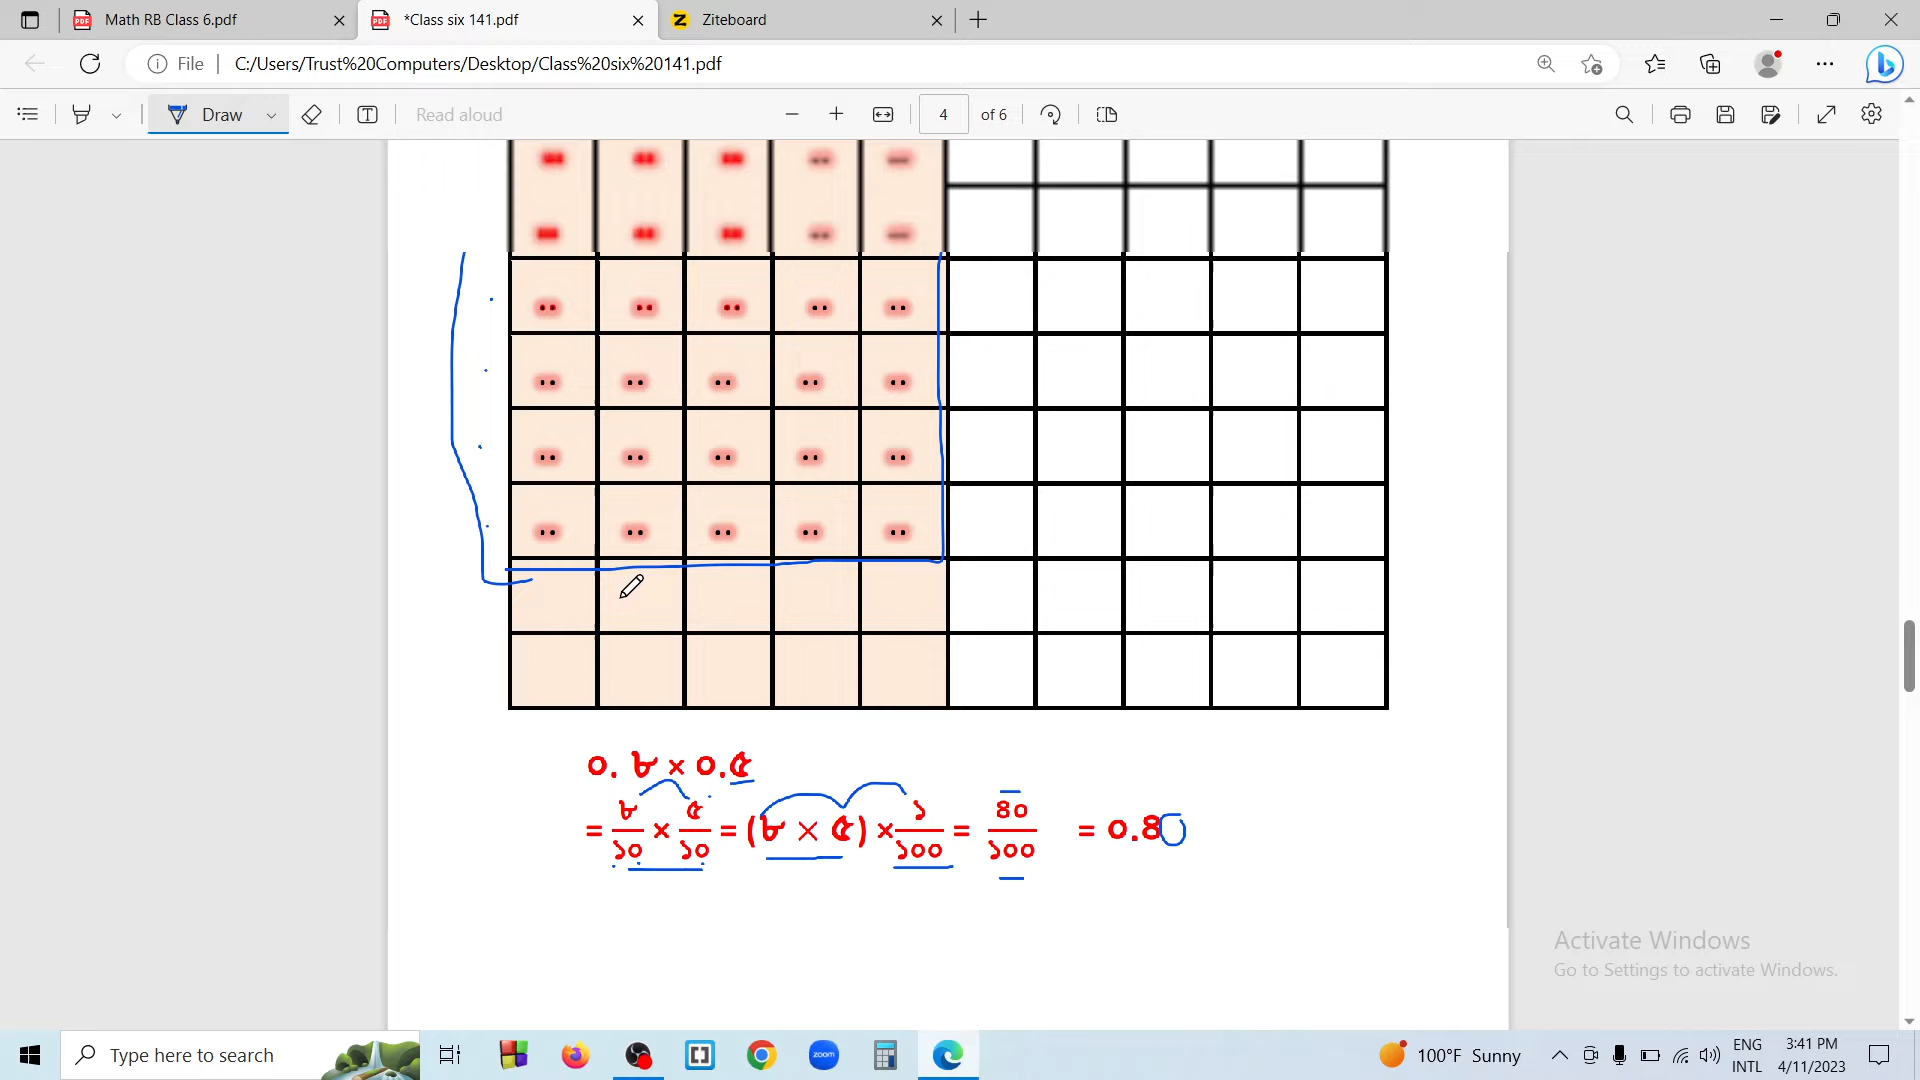 Math RB Class 6.pdf
*Class six 141.pdf
Ziteboard
File
C:/Users/Trust%20Computers/Desktop/Class%20six%20141.pdf
Draw
Read aloud
4
of 6
০. ৮ × ০.৫
= ৮/১০ × ৫/১০ = (৮ × ৫) × ১/১০০ = ৪০/১০০ = ০.৪০
Activate Windows
Go to Settings to activate Windows.
Type here to search
zoom
100°F Sunny
ENG
INTL
3:41 PM
4/11/2023